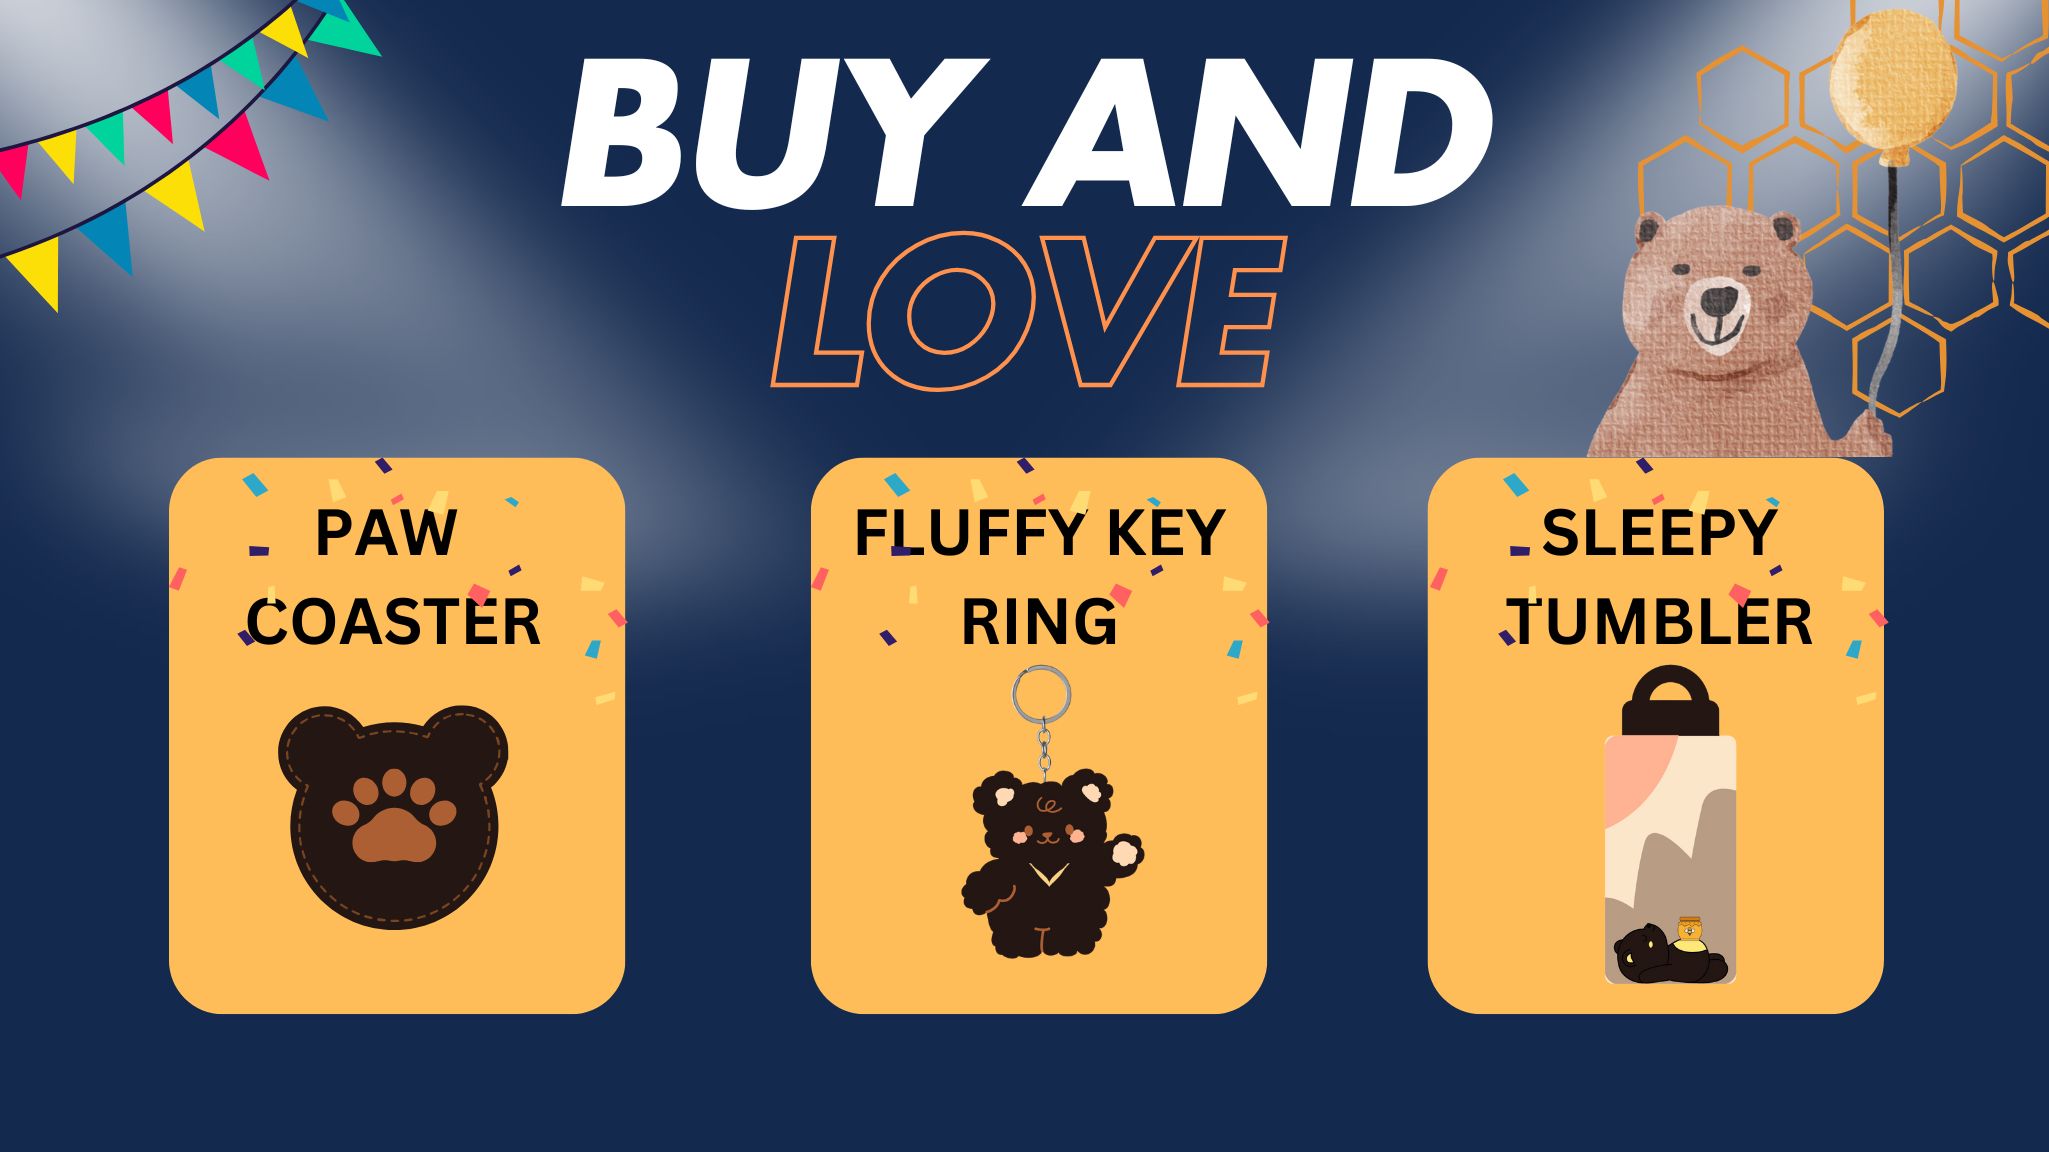 BUY AND
LOVE
PAW
COASTER
FLUFFY KEY
RING
SLEEPY
TUMBLER